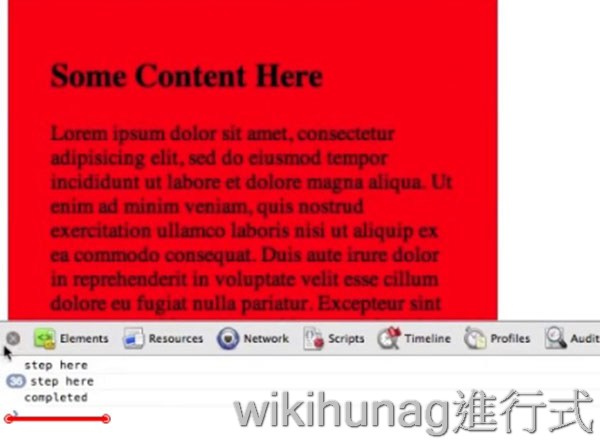 Some Content Here
Lorem ipsum dolor sit amet, consectetur
adipisicing elit, sed do eiusmod tempor
incididunt ut labore et dolore magna aliqua. Ut
enim ad minim veniam, quis nostrud
exercitation ullamco laboris nisi ut aliquip ex
ea commodo consequat. Duis aute irure dolor
in reprehenderit in voluptate velit esse cillum
dolore eu fugiat nulla pariatur. Excepteur sint
Elements Resources Network Scripts Timeline Profiles Audit
step here
36 step here
completed
wikihunag進行式